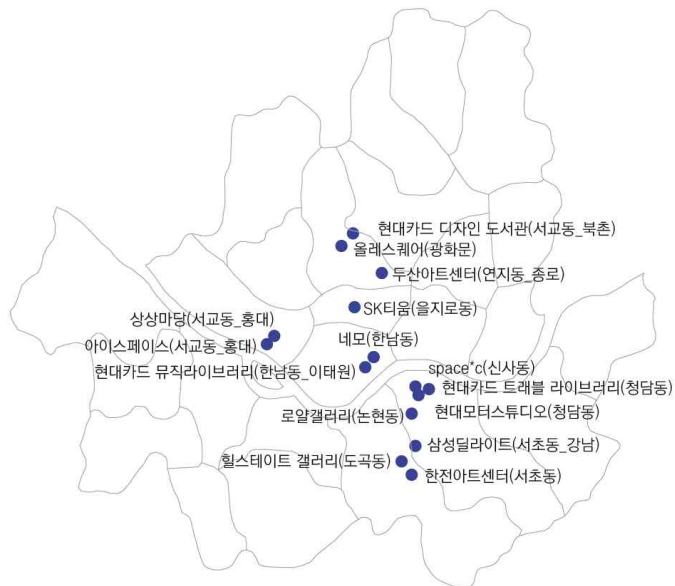 현대카드 디자인 도서관(서교동_북촌)
올레스퀘어(광화문)
두산아트센터(연지동_종로)
SK티움(을지로동)
상상마당(서교동_홍대)
아이스페이스(서교동_홍대)
네모(한남동)
현대카드 뮤직라이브러리(한남동_이태원)
space*c(신사동)
현대카드 트래블 라이브러리(청담동)
로얄갤러리(논현동)
현대모터스튜디오(청담동)
삼성딜라이트(서초동_강남)
힐스테이트 갤러리(도곡동)
한전아트센터(서초동)